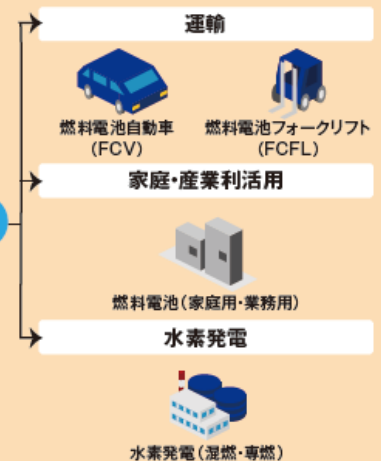 運輸
燃料電池自動車 燃料電池フォークリフト
(FCV) (FCFL)
家庭・産業利活用
燃料電池(家庭用・業務用)
水素発電
水素発電(混燃・専燃)